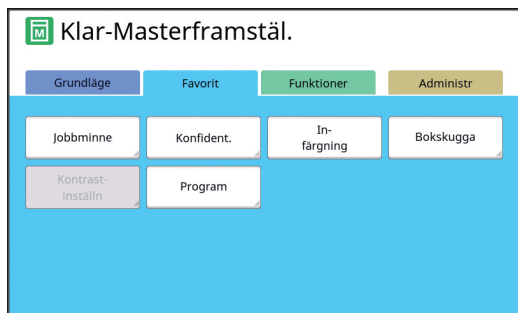 M
Klar-Masterframstäl.
Grundläge Favorit Funktioner Administr
Jobbminne Konfident. In-
färgning Bokskugga
Kontrast-
inställn Program